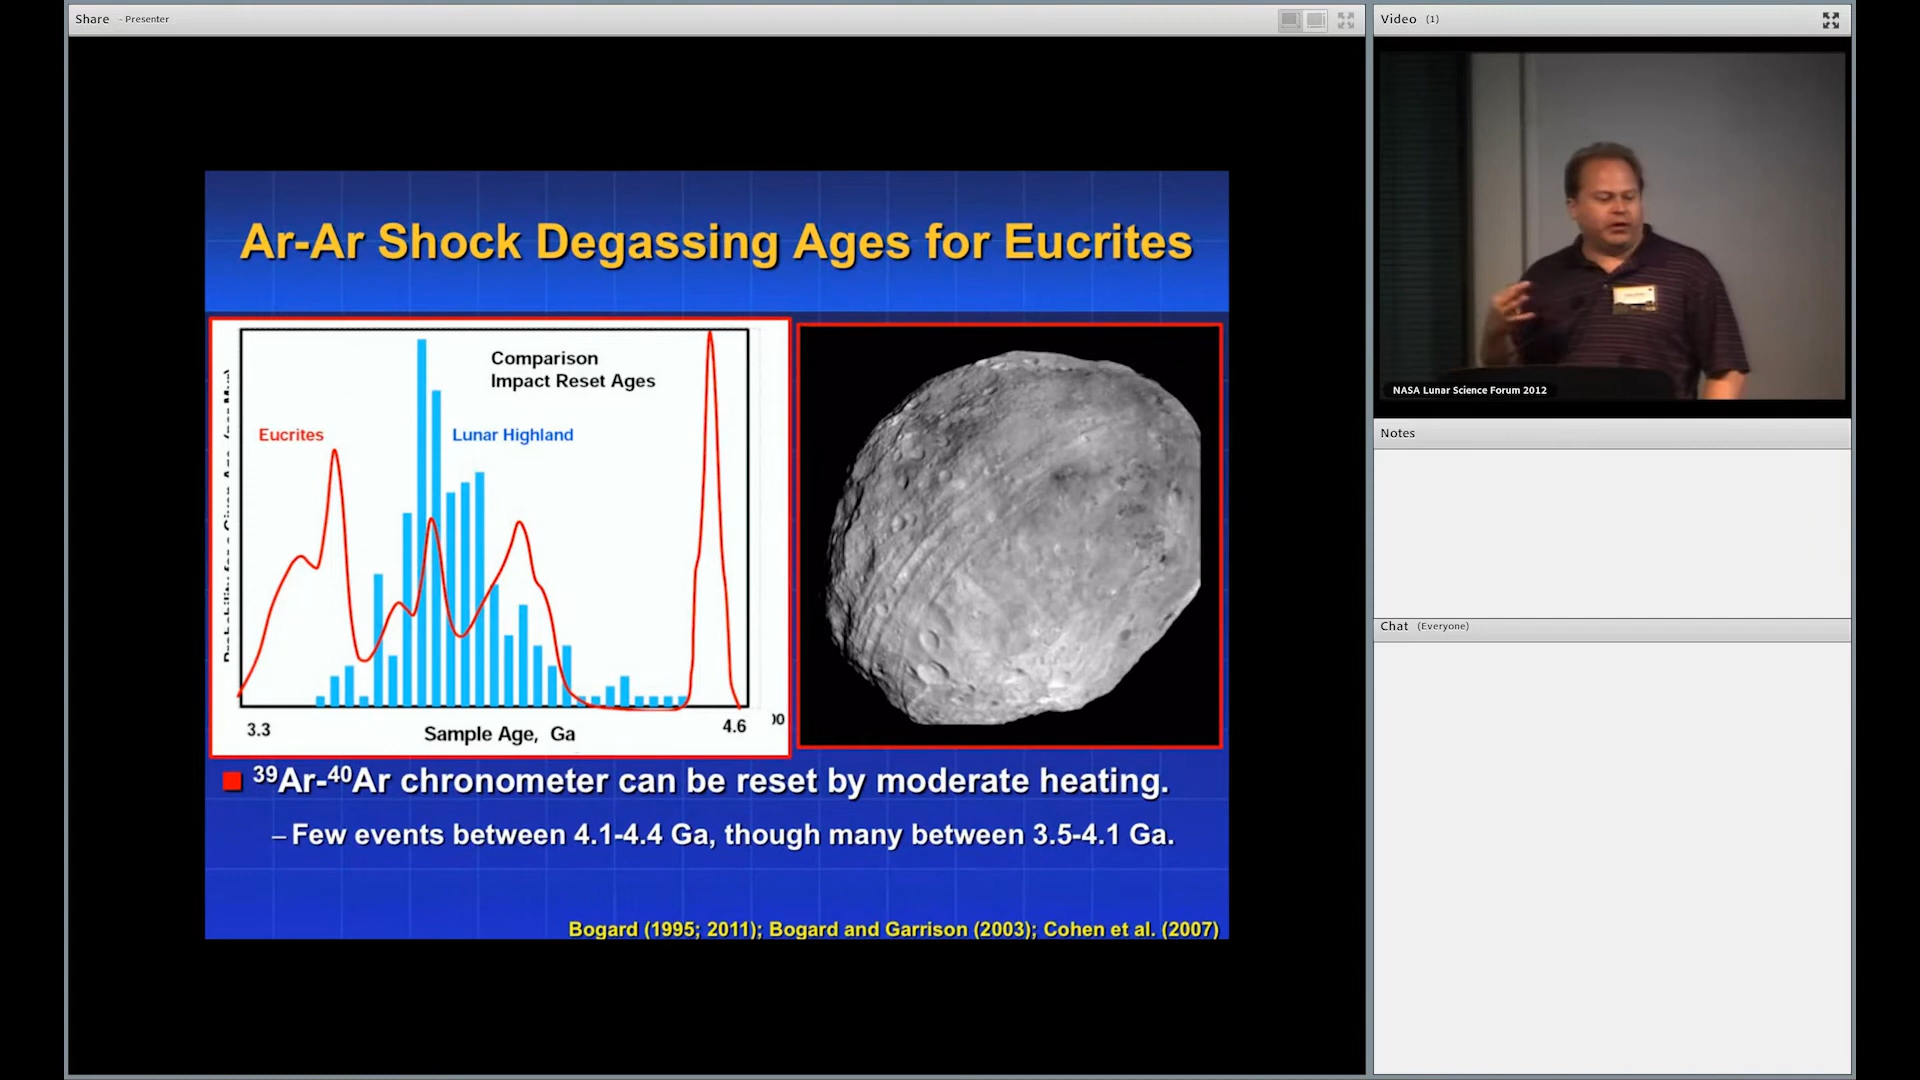 Share - Presenter
Video (1)
Ar-Ar Shock Degassing Ages for Eucrites
Comparison
Impact Reset Ages
Eucrites
Lunar Highland
3.3
Sample Age, Ga
4.6
00
NASA Lunar Science Forum 2012
Notes
Chat (Everyone)
39Ar-40Ar chronometer can be reset by moderate heating.
– Few events between 4.1-4.4 Ga, though many between 3.5-4.1 Ga.
Bogard (1995; 2011); Bogard and Garrison (2003); Cohen et al. (2007)